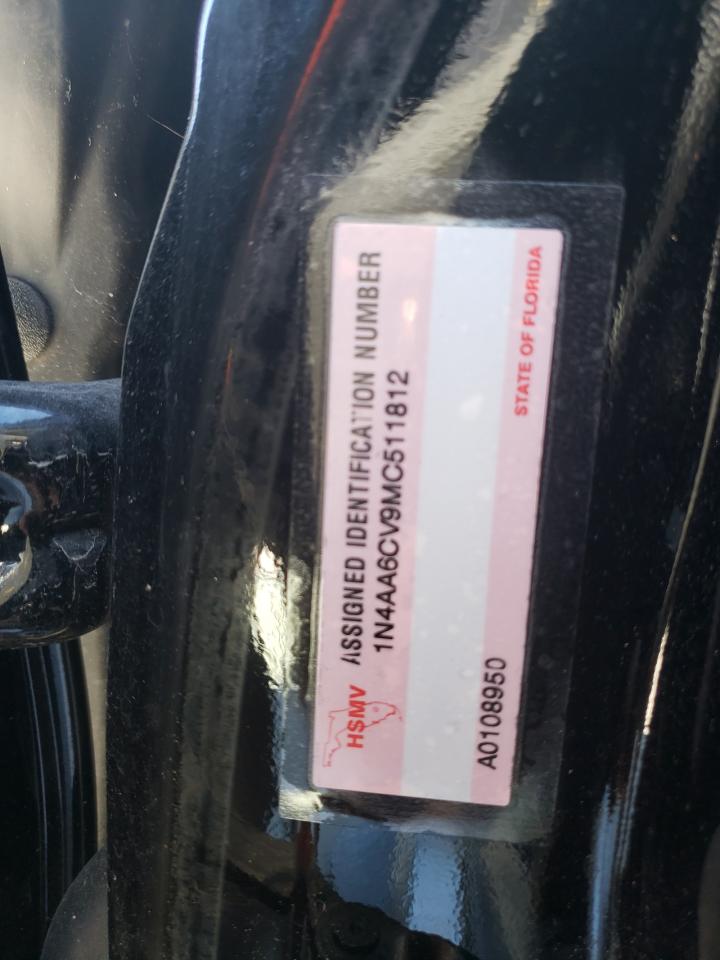 ASSIGNED IDENTIFICATION NUMBER
1N4AA6CV9MC511812
HSMV
STATE OF FLORIDA
A0108950